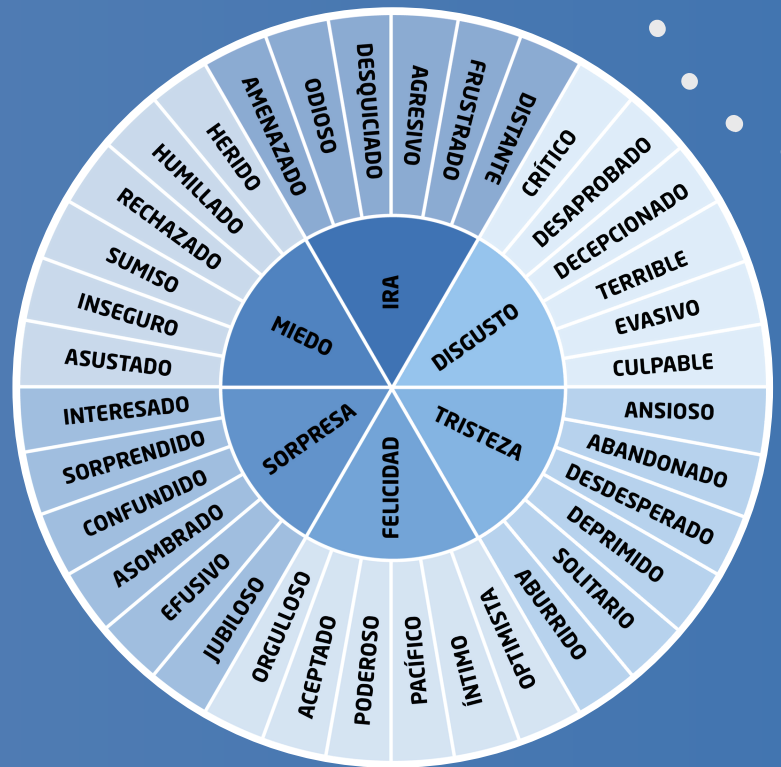 IRA
DISGUSTO
TRISTEZA
FELICIDAD
SORPRESA
MIEDO
AMENAZADO
ODIOSO
DESQUICIADO
AGRESIVO
FRUSTRADO
DISTANTE
CRÍTICO
DESAPROBADO
DECEPCIONADO
TERRIBLE
EVASIVO
CULPABLE
ANSIOSO
ABANDONADO
DESDESPERADO
DEPRIMIDO
SOLITARIO
ABURRIDO
OPTIMISTA
ÍNTIMO
PACÍFICO
PODEROSO
ACEPTADO
ORGULLOSO
JUBILOSO
EFUSIVO
ASOMBRADO
CONFUNDIDO
SORPRENDIDO
INTERESADO
ASUSTADO
INSEGURO
SUMISO
RECHAZADO
HUMILLADO
HERIDO